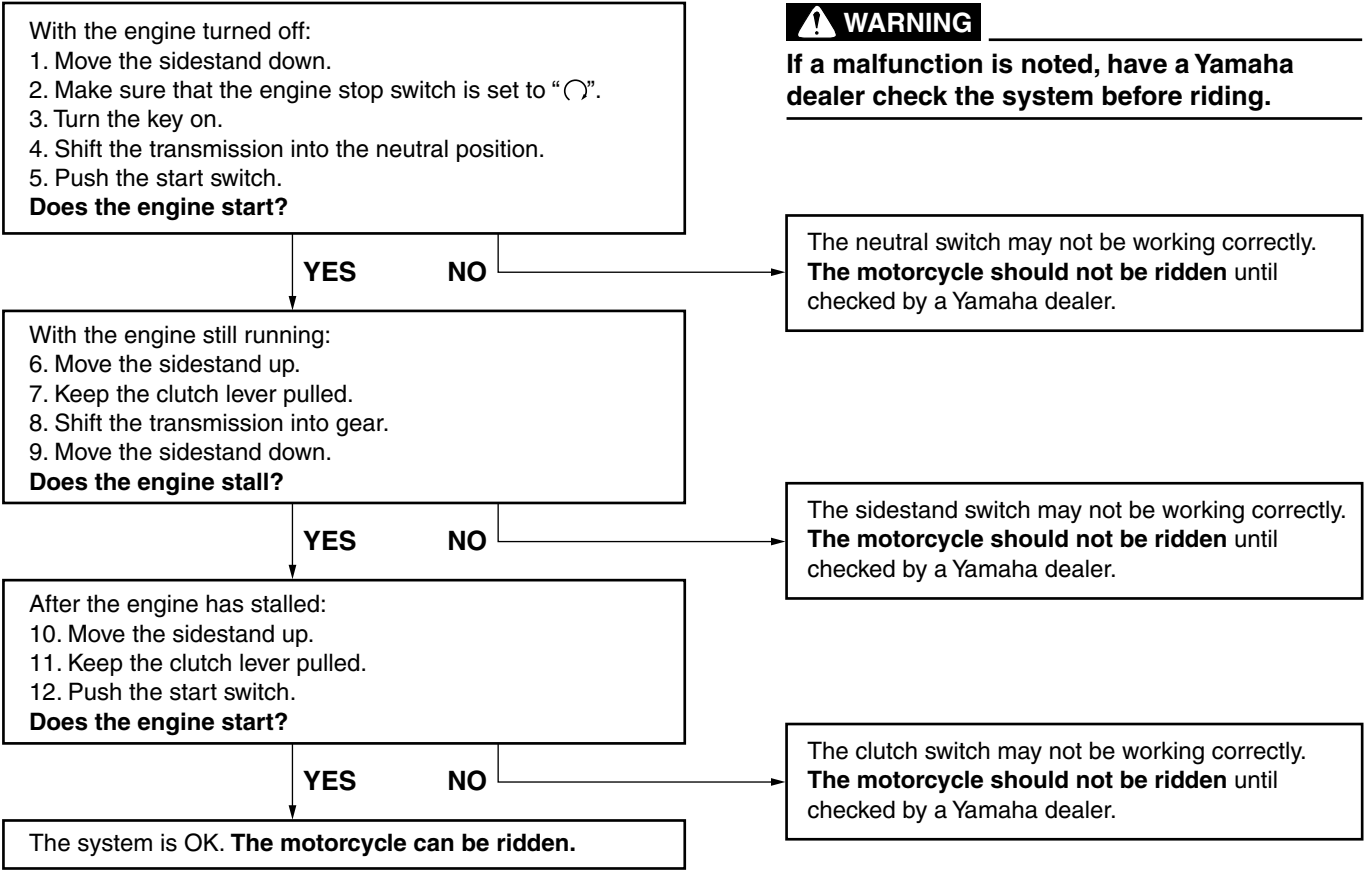 With the engine turned off:
1. Move the sidestand down.
2. Make sure that the engine stop switch is set to “ ”.
3. Turn the key on.
4. Shift the transmission into the neutral position.
5. Push the start switch.
Does the engine start?
WARNING
If a malfunction is noted, have a Yamaha
dealer check the system before riding.
YES NO
The neutral switch may not be working correctly.
The motorcycle should not be ridden until
checked by a Yamaha dealer.
With the engine still running:
6. Move the sidestand up.
7. Keep the clutch lever pulled.
8. Shift the transmission into gear.
9. Move the sidestand down.
Does the engine stall?
YES NO
The sidestand switch may not be working correctly.
The motorcycle should not be ridden until
checked by a Yamaha dealer.
After the engine has stalled:
10. Move the sidestand up.
11. Keep the clutch lever pulled.
12. Push the start switch.
Does the engine start?
YES NO
The clutch switch may not be working correctly.
The motorcycle should not be ridden until
checked by a Yamaha dealer.
The system is OK. The motorcycle can be ridden.